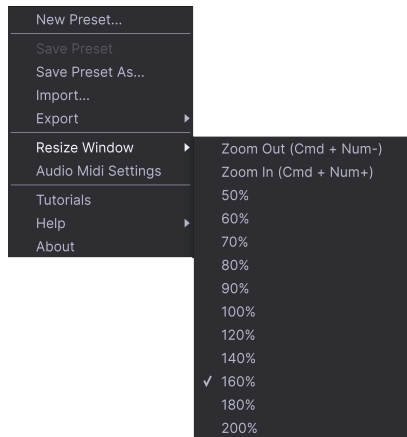 New Preset...
Save Preset
Save Preset As...
Import...
Export
Resize Window
Audio Midi Settings
Tutorials
Help
About
Zoom Out (Cmd + Num-)
Zoom In (Cmd + Num+)
50%
60%
70%
80%
90%
100%
120%
140%
160%
180%
200%